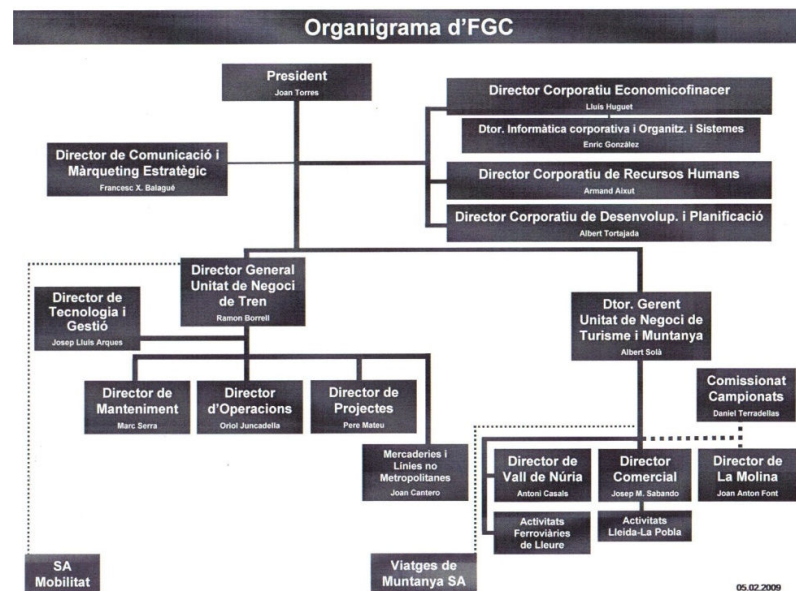 Organigrama d'FGC
President
Joan Torres
Director Corporatiu Economicofinacer
Lluís Huguet
Dtor. Informàtica corporativa i Organitz. i Sistemes
Enric González
Director de Comunicació i
Màrqueting Estratègic
Francesc X. Balagué
Director Corporatiu de Recursos Humans
Armand Aixut
Director Corporatiu de Desenvolup. i Planificació
Albert Tortajada
Director General
Unitat de Negoci
de Tren
Ramon Borrell
Director de
Tecnologia i
Gestió
Josep Lluís Arques
Dtor. Gerent
Unitat de Negoci de
Turisme i Muntanya
Albert Solà
Director de
Manteniment
Marc Serra
Director
d'Operacions
Oriol Juncadella
Director de
Projectes
Pere Mateu
Comissionat
Campionats
Daniel Terradellas
Mercaderies i
Línies no
Metropolitanes
Joan Cantero
Director de
Vall de Núria
Antoni Casals
Director
Comercial
Josep M. Sabando
Director de
La Molina
Joan Anton Font
Activitats
Ferroviàries
de Lleure
Activitats
Lleida-La Pobla
SA
Mobilitat
Viatges de
Muntanya SA
05.02.2009